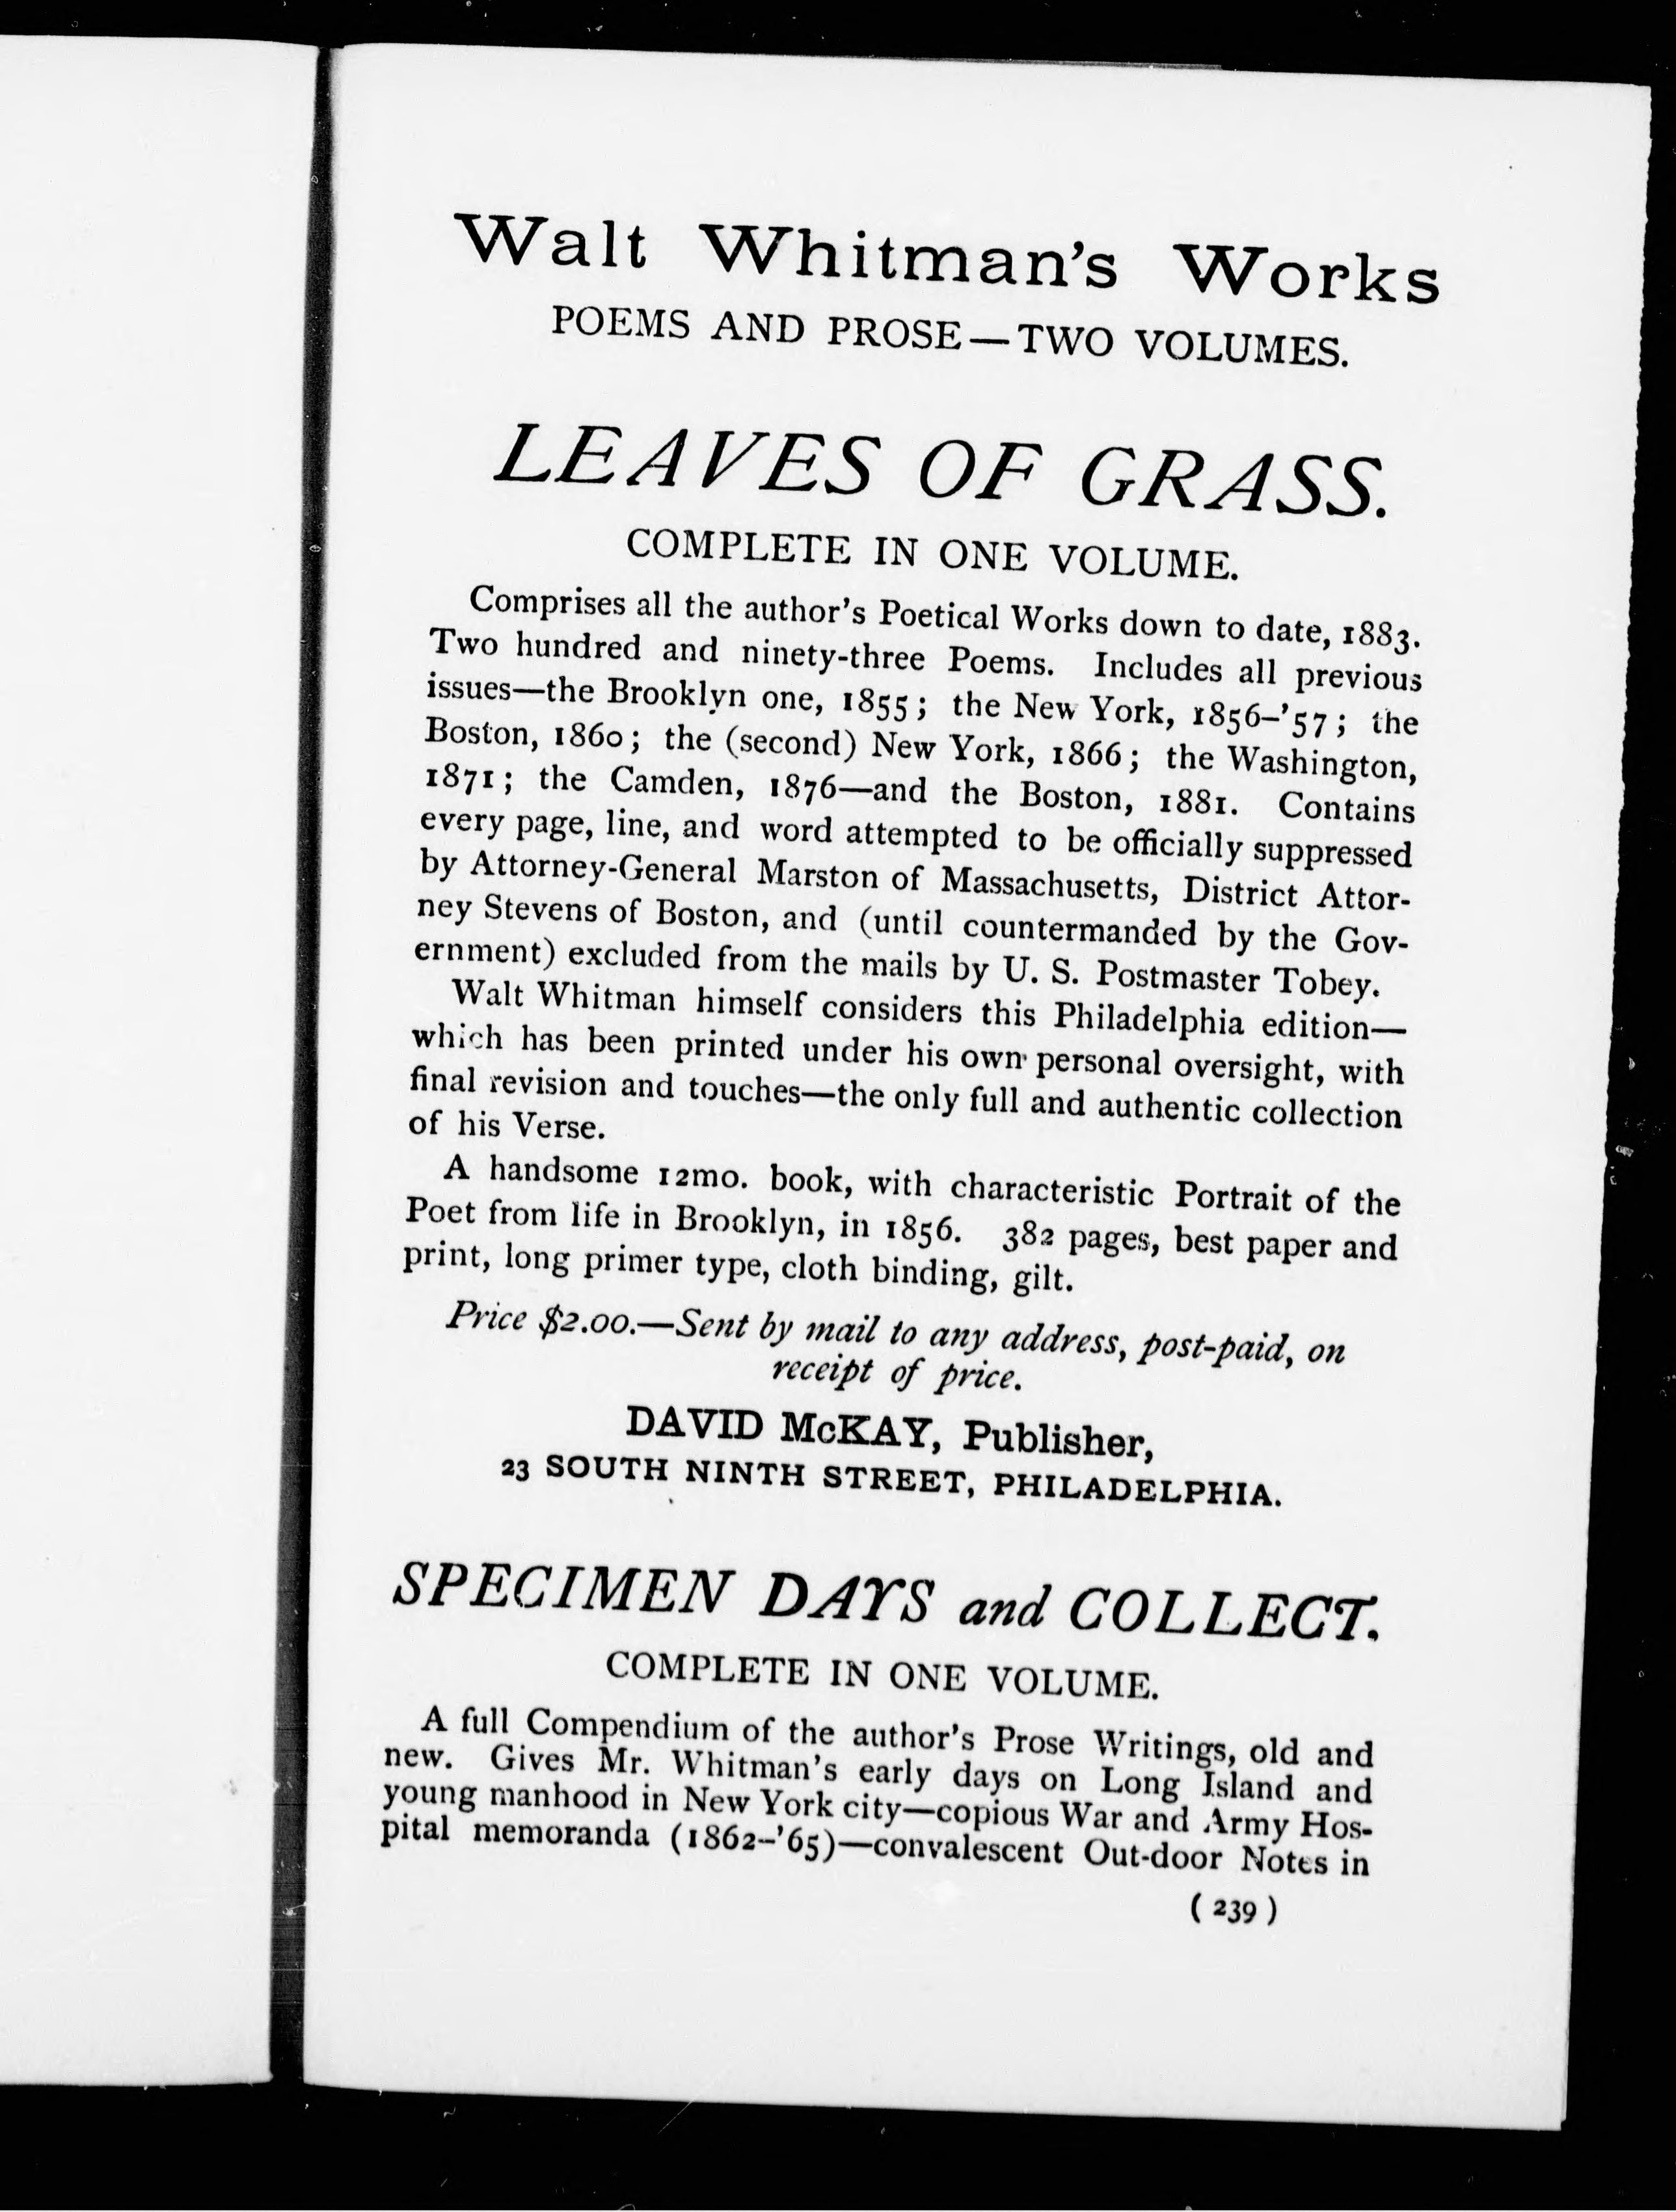 Walt Whitman's Works
POEMS AND PROSE—TWO VOLUMES.
LEAVES OF GRASS.
COMPLETE IN ONE VOLUME.
Comprises all the author's Poetical Works down to date, 1883.
Two hundred and ninety-three Poems. Includes all previous
issues—the Brooklyn one, 1855; the New York, 1856-'57; the
Boston, 1860; the (second) New York, 1866; the Washington,
1871; the Camden, 1876—and the Boston, 1881. Contains
every page, line, and word attempted to be officially suppressed
by Attorney-General Marston of Massachusetts, District Attor-
ney Stevens of Boston, and (until countermanded by the Gov-
ernment) excluded from the mails by U. S. Postmaster Tobey.
Walt Whitman himself considers this Philadelphia edition—
which has been printed under his own personal oversight, with
final revision and touches—the only full and authentic collection
of his Verse.
A handsome 12mo. book, with characteristic Portrait of the
Poet from life in Brooklyn, in 1856. 382 pages, best paper and
print, long primer type, cloth binding, gilt.
Price $2.00.—Sent by mail to any address, post-paid, on
receipt of price.
DAVID McKAY, Publisher,
23 SOUTH NINTH STREET, PHILADELPHIA.
SPECIMEN DAYS and COLLECT.
COMPLETE IN ONE VOLUME.
A full Compendium of the author's Prose Writings, old and
new. Gives Mr. Whitman's early days on Long Island and
young manhood in New York city—copious War and Army Hos-
pital memoranda (1862-'65)—convalescent Out-door Notes in
(239)